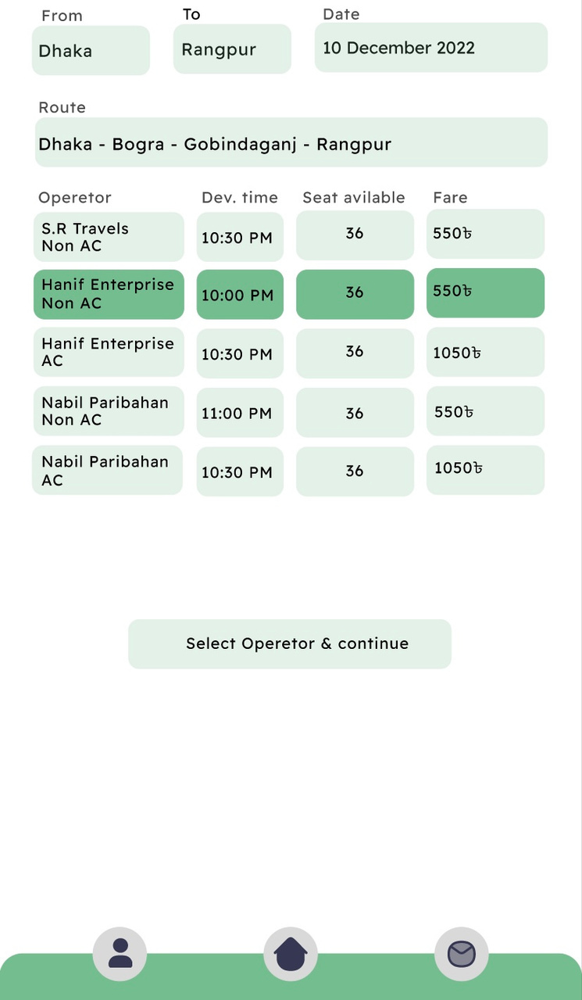 From To Date
Dhaka Rangpur 10 December 2022
Route
Dhaka - Bogra - Gobindaganj - Rangpur
Operetor Dev. time Seat avilable Fare
S.R Travels
Non AC 10:30 PM 36 550৳
Hanif Enterprise
Non AC 10:00 PM 36 550৳
Hanif Enterprise
AC 10:30 PM 36 1050৳
Nabil Paribahan
Non AC 11:00 PM 36 550৳
Nabil Paribahan
AC 10:30 PM 36 1050৳
Select Operetor & continue